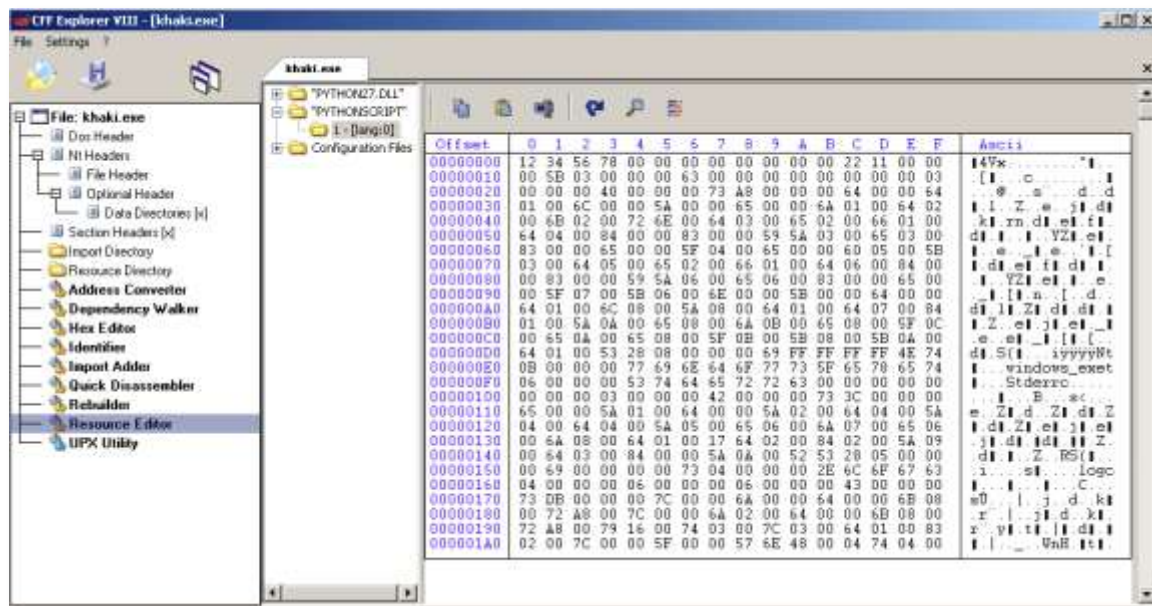 CFF Explorer VIII - [khaki.exe]
File Settings ?
khaki.exe
File: khaki.exe
Dos Header
Nt Headers
File Header
Optional Header
Data Directories [x]
Section Headers [x]
Import Directory
Resource Directory
Address Converter
Dependency Walker
Hex Editor
Identifier
Import Adder
Quick Disassembler
Rebuilder
Resource Editor
UPX Utility
"PYTHON27.DLL"
"PYTHONSCRIPT"
1 - [lang:0]
Configuration Files
Offset 0 1 2 3 4 5 6 7 8 9 A B C D E F Ascii
00000000 12 34 56 78 00 00 00 00 00 00 00 00 22 11 00 00
00000010 00 5B 03 00 00 00 00 63 00 00 00 00 00 00 00 03
00000020 00 00 00 40 00 00 00 73 A8 00 00 00 64 00 00 64
00000030 01 00 6C 00 00 5A 00 00 65 00 00 6A 01 00 64 02
00000040 00 6B 02 00 72 6E 00 64 03 00 65 02 00 66 01 00
00000050 64 04 00 84 00 00 83 00 00 59 5A 03 00 65 03 00
00000060 83 00 00 65 00 00 5F 04 00 65 00 00 60 05 00 5B
00000070 03 00 64 05 00 65 02 00 66 01 00 64 06 00 84 00
00000080 00 83 00 00 59 5A 06 00 65 06 00 83 00 00 65 00
00000090 00 5F 07 00 5B 06 00 6E 00 00 5B 00 00 64 00 00
000000A0 64 01 00 6C 08 00 5A 08 00 64 01 00 64 07 00 84
000000B0 01 00 5A 0A 00 65 08 00 6A 0B 00 65 08 00 5F 0C
000000C0 00 65 0A 00 65 08 00 5F 0B 00 5B 08 00 5B 0A 00
000000D0 64 01 00 53 28 08 00 00 00 69 FF FF FF FF 4E 74
000000E0 0B 00 00 00 77 69 6E 64 6F 77 73 5F 65 78 65 74 windows_exet
000000F0 06 00 00 00 53 74 64 65 72 72 63 00 00 00 00 00
00000100 00 00 00 03 00 00 00 42 00 00 00 73 3C 00 00 00
00000110 65 00 00 5A 01 00 64 00 00 5A 02 00 64 04 00 5A
00000120 04 00 64 04 00 5A 05 00 65 06 00 6A 07 00 65 06
00000130 00 6A 08 00 64 01 00 17 64 02 00 84 02 00 5A 09
00000140 00 64 03 00 84 00 00 5A 0A 00 52 53 28 05 00 00
00000150 00 69 00 00 00 00 73 04 00 00 00 2E 6C 6F 67 63 logc
00000160 04 00 00 00 06 00 00 00 06 00 00 00 43 00 00 00
00000170 73 DB 00 00 00 7C 00 00 6A 00 00 64 00 00 6B 08
00000180 00 72 A8 00 7C 00 00 6A 02 00 64 00 00 6B 08 00
00000190 72 A8 00 79 16 00 74 03 00 7C 03 00 64 01 00 83
000001A0 02 00 7C 00 00 5F 00 00 57 6E 48 00 04 74 04 00